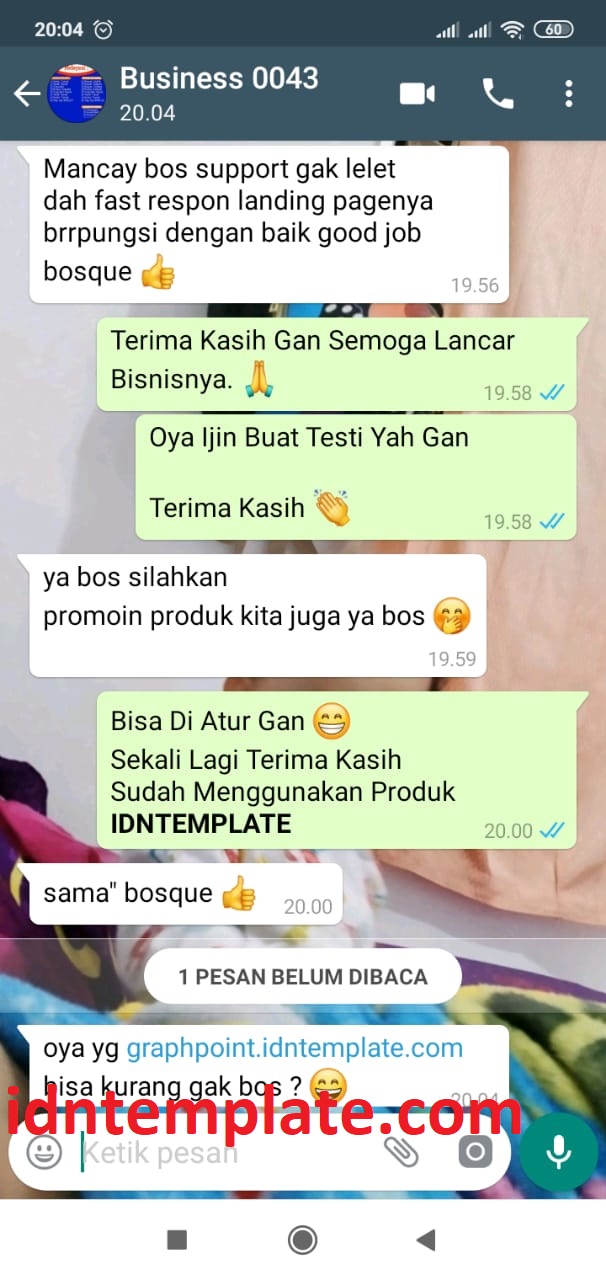 20:04
60
Business 0043
20.04
Mancay bos support gak lelet
dah fast respon landing pagenya
brrpungsi dengan baik good job
bosque 👍
19.56
Terima Kasih Gan Semoga Lancar
Bisnisnya. 🙏
19.58
Oya Ijin Buat Testi Yah Gan
Terima Kasih 👏
19.58
ya bos silahkan
promoin produk kita juga ya bos 🤭
19.59
Bisa Di Atur Gan 😁
Sekali Lagi Terima Kasih
Sudah Menggunakan Produk
IDNTEMPLATE
20.00
sama" bosque 👍
20.00
1 PESAN BELUM DIBACA
oya yg graphpoint.idntemplate.com
bisa kurang gak bos ? 😁
20.04
idntemplate.com
Ketik pesan